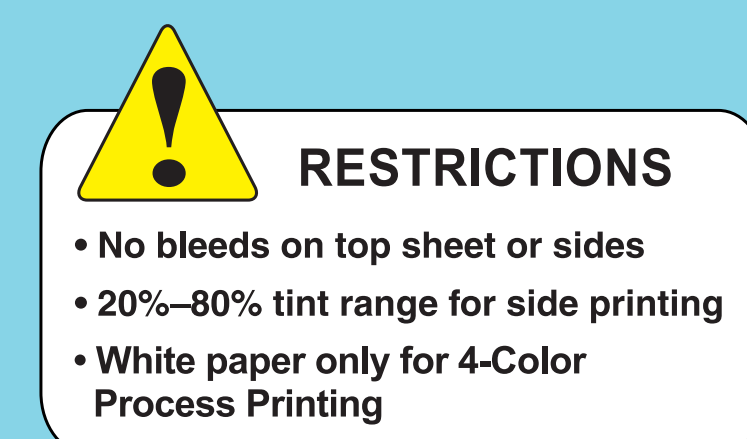 RESTRICTIONS
• No bleeds on top sheet or sides
• 20%–80% tint range for side printing
• White paper only for 4-Color
Process Printing